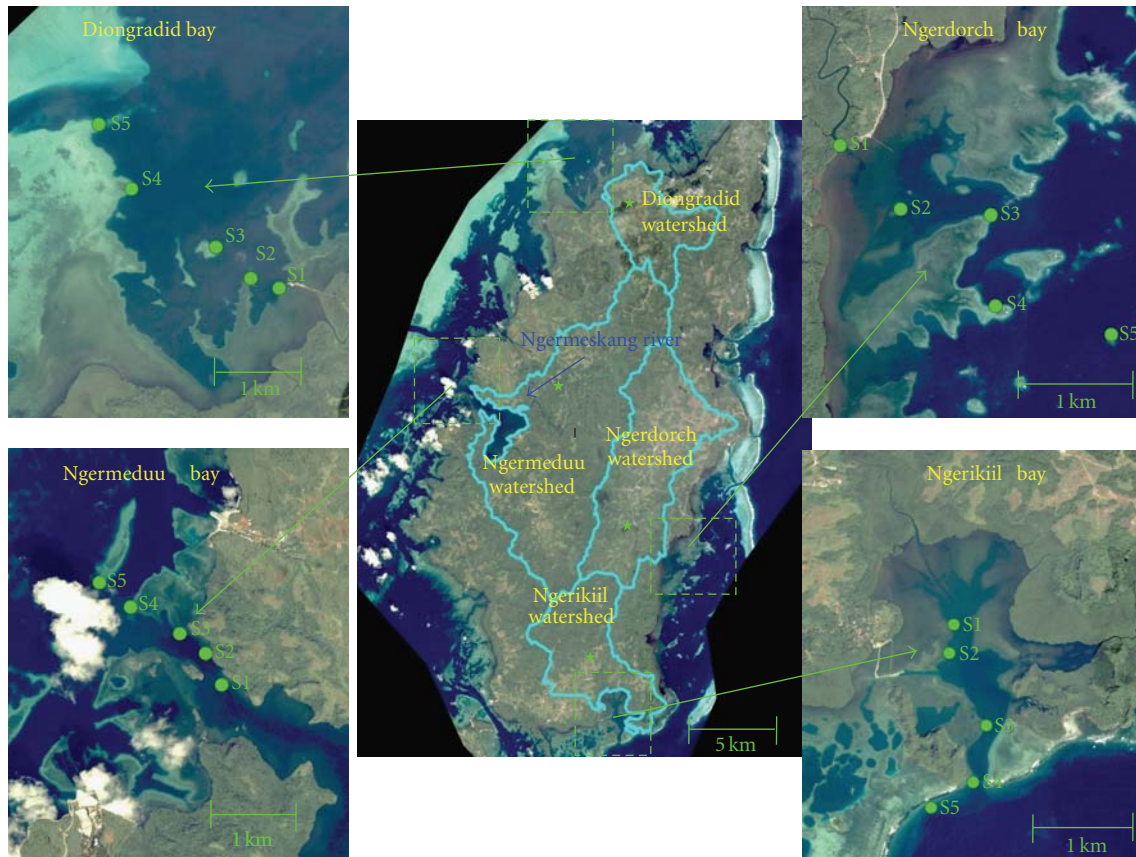 Diongradid bay
S5
S4
S3
S2
S1
1 km
Ngermeduu bay
S5
S4
S3
S2
S1
1 km
Diongradid
watershed
Ngermeskang river
Ngerdorch
watershed
Ngermeduu
watershed
Ngerikiil
watershed
5 km
Ngerdorch bay
S1
S2
S3
S4
S5
1 km
Ngerikiil bay
S1
S2
S3
S4
S5
1 km